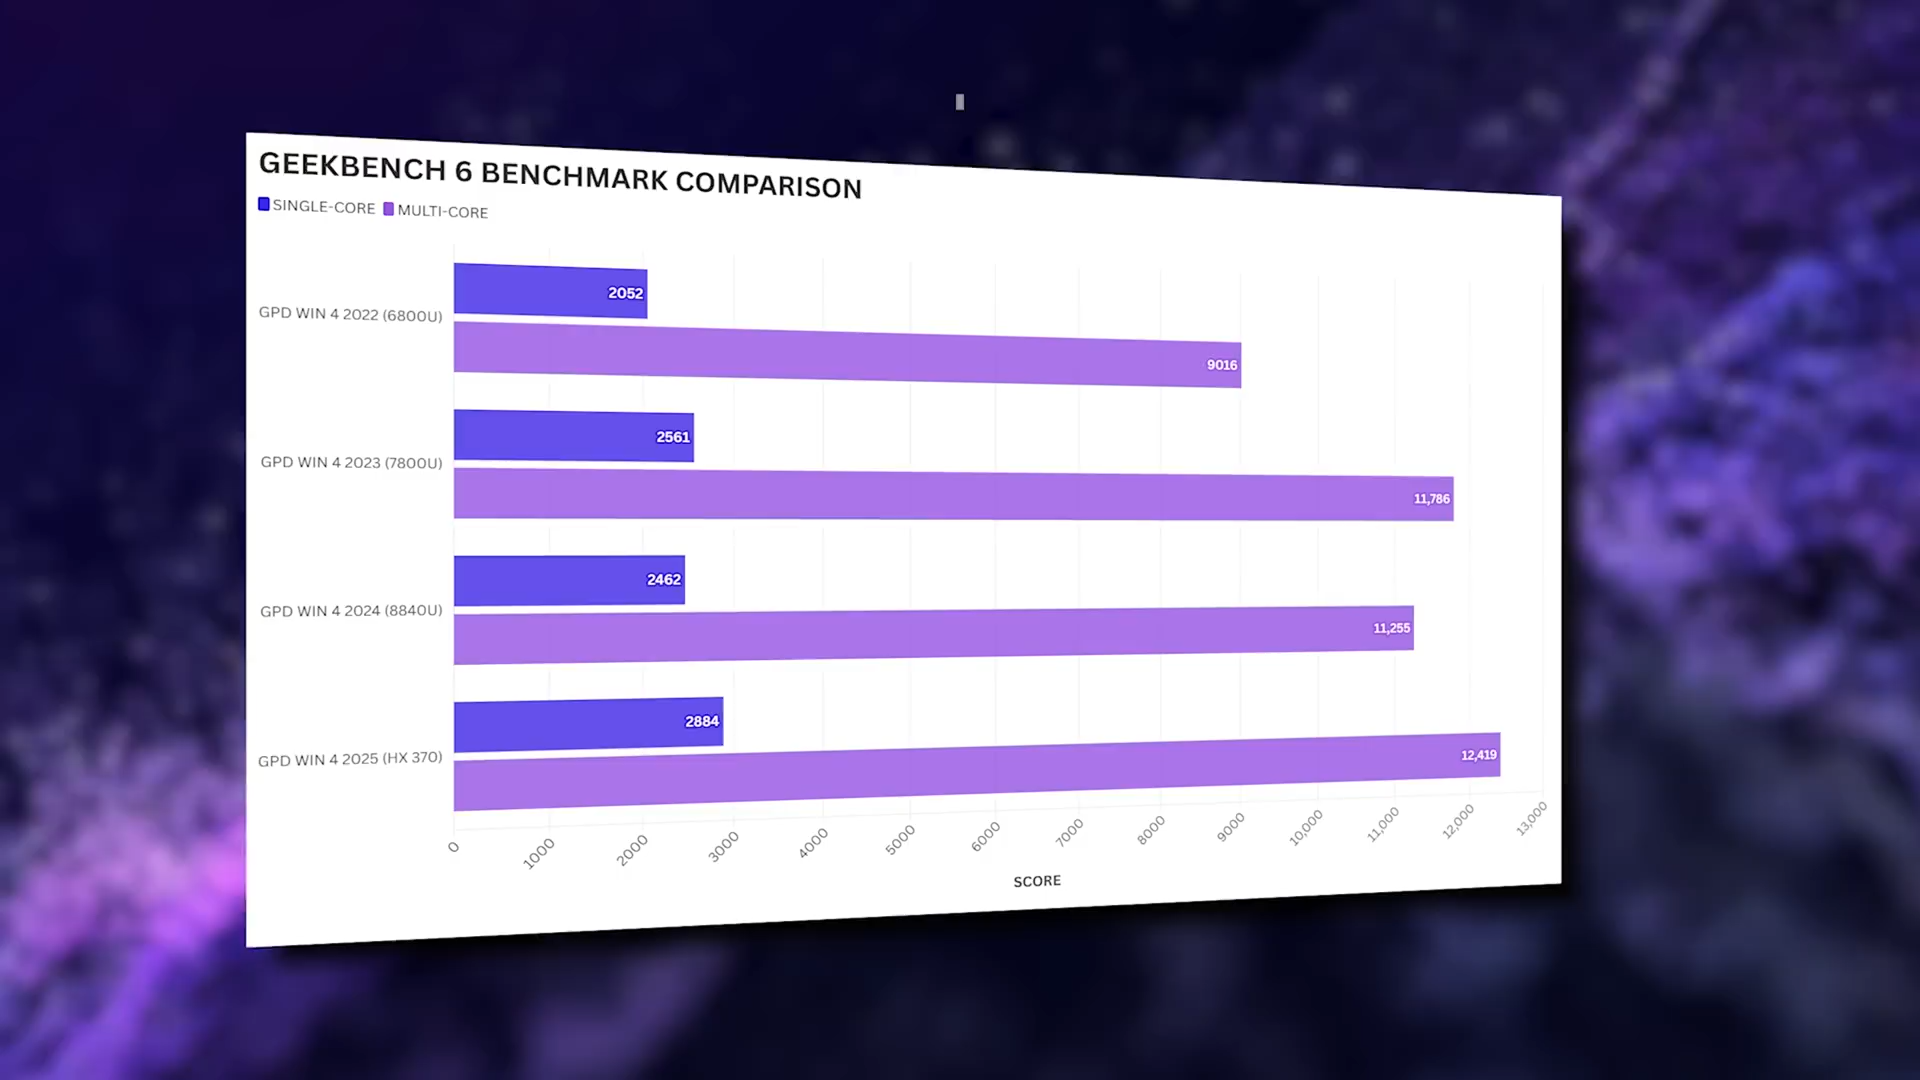 GEEKBENCH 6 BENCHMARK COMPARISON
SINGLE-CORE MULTI-CORE
2052
GPD WIN 4 2022 (6800U)
9016
2561
GPD WIN 4 2023 (7800U)
11,786
2462
GPD WIN 4 2024 (8840U)
11,255
2884
GPD WIN 4 2025 (HX 370)
12,419
0 1000 2000 3000 4000 5000 6000 7000 8000 9000 10,000 11,000 12,000 13,000
SCORE